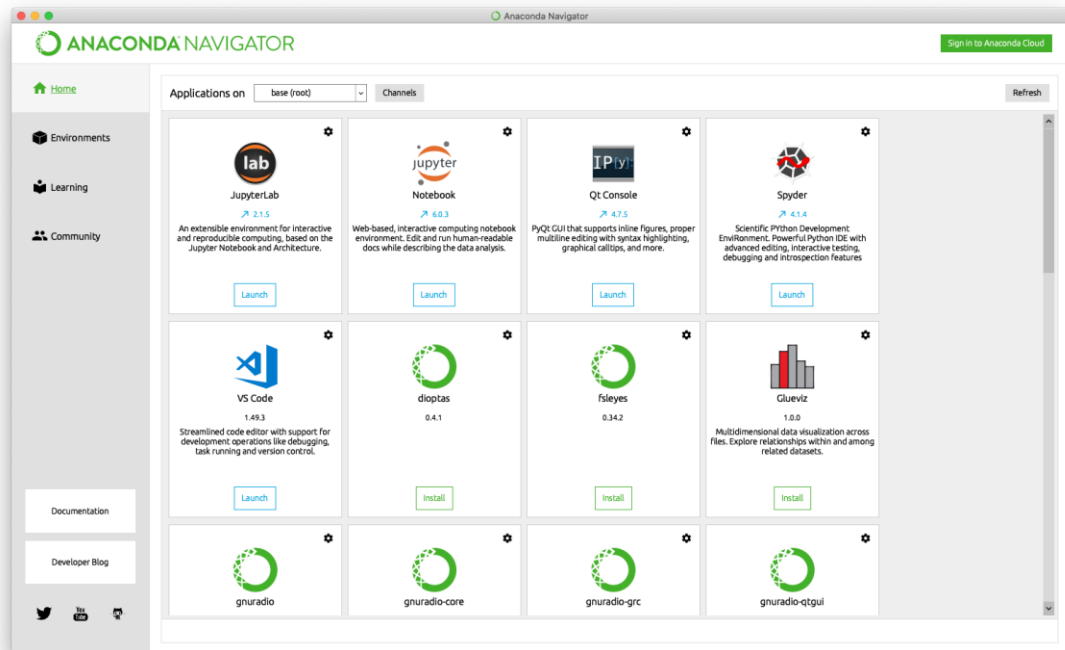 Anaconda Navigator
ANACONDA NAVIGATOR
Sign in to Anaconda Cloud
Home
Environments
Learning
Community
Documentation
Developer Blog
You
Tube
Applications on
base (root)
Channels
Refresh
lab
JupyterLab
2.1.5
An extensible environment for interactive
and reproducible computing, based on the
Jupyter Notebook and Architecture.
Launch
jupyter
Notebook
6.0.3
Web-based, interactive computing notebook
environment. Edit and run human-readable
docs while describing the data analysis.
Launch
IP[y]:
Qt Console
4.7.5
PyQt GUI that supports inline figures, proper
multiline editing with syntax highlighting,
graphical calltips, and more.
Launch
Spyder
4.1.4
Scientific PYthon Development
EnviRonment. Powerful Python IDE with
advanced editing, interactive testing,
debugging and introspection features
Launch
VS Code
1.49.3
Streamlined code editor with support for
development operations like debugging,
task running and version control.
Launch
dioptas
0.4.1
Install
fsleyes
0.34.2
Install
Glueviz
1.0.0
Multidimensional data visualization across
files. Explore relationships within and among
related datasets.
Install
gnuradio
gnuradio-core
gnuradio-grc
gnuradio-qtgui